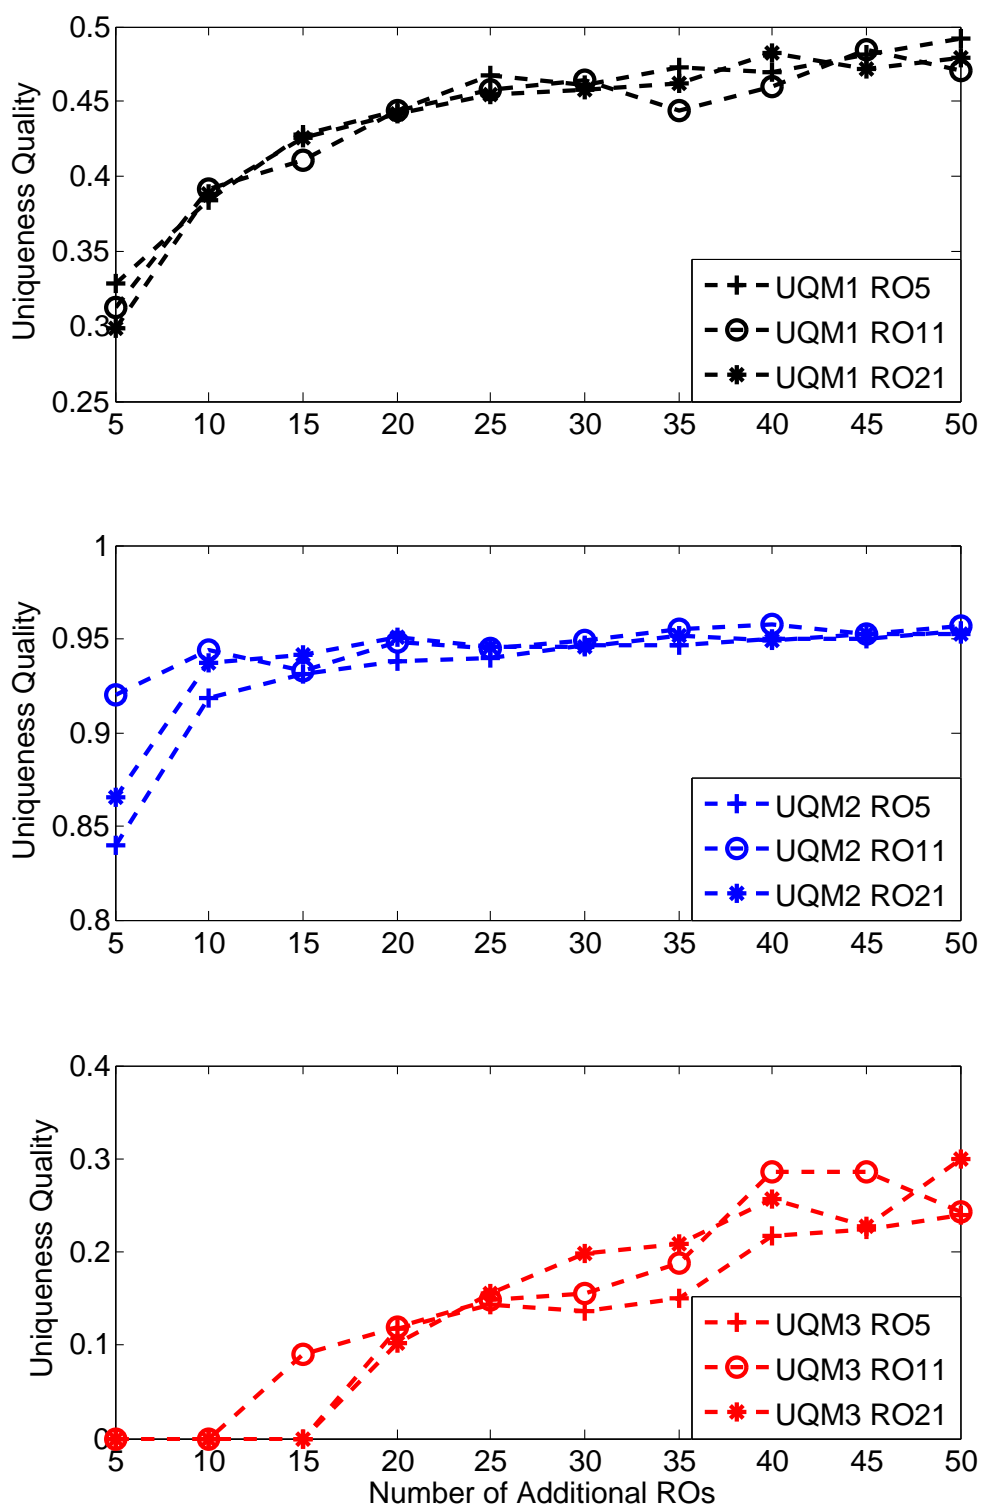 Uniqueness Quality
0.5
0.45
0.4
0.35
0.3
0.25
5 10 15 20 25 30 35 40 45 50
UQM1 RO5
UQM1 RO11
UQM1 RO21
Uniqueness Quality
1
0.95
0.9
0.85
0.8
5 10 15 20 25 30 35 40 45 50
UQM2 RO5
UQM2 RO11
UQM2 RO21
Uniqueness Quality
0.4
0.3
0.2
0.1
0
5 10 15 20 25 30 35 40 45 50
UQM3 RO5
UQM3 RO11
UQM3 RO21
Number of Additional ROs